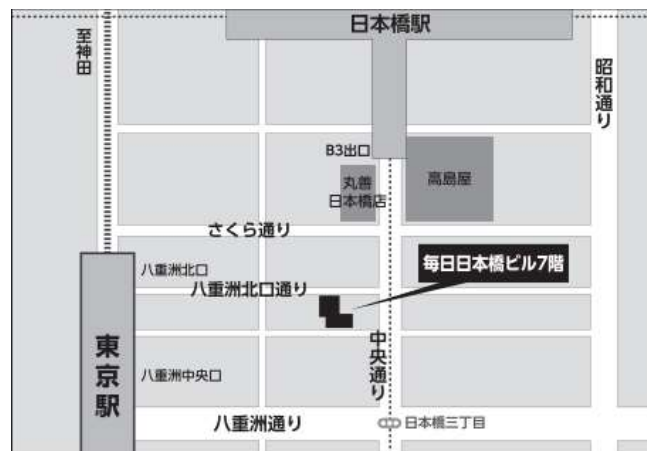 日本橋駅
至神田
昭和通り
B3出口
丸善
日本橋店
高島屋
さくら通り
八重洲北口
毎日日本橋ビル7階
八重洲北口通り
東京駅
中央通り
八重洲中央口
八重洲通り
日本橋三丁目